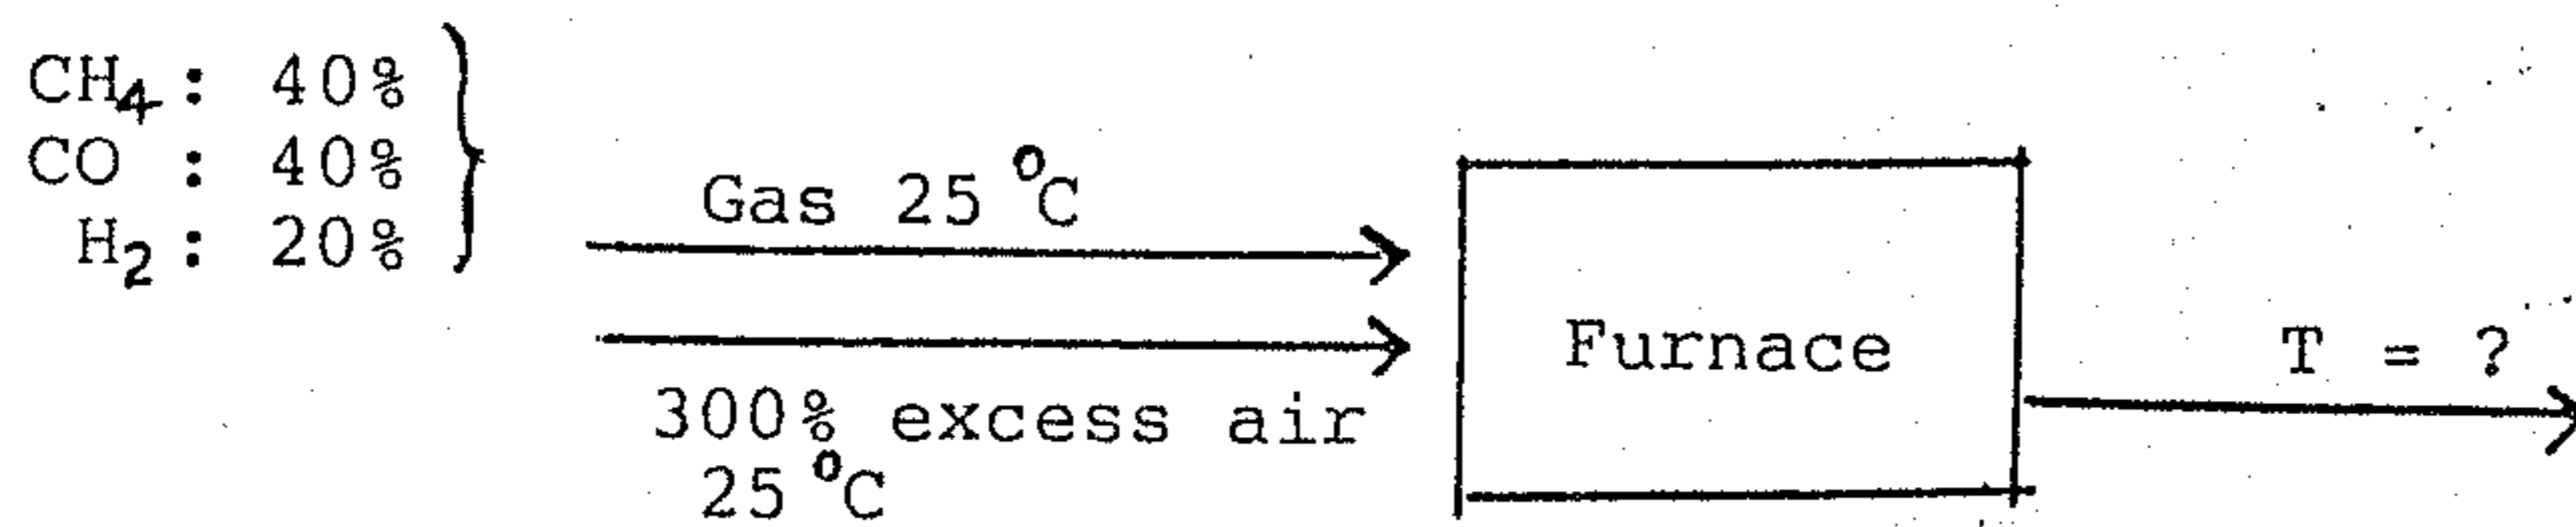 CH₄ : 40%
CO : 40%
H₂ : 20%
Gas 25 °C
300% excess air
25 °C
Furnace
T = ?